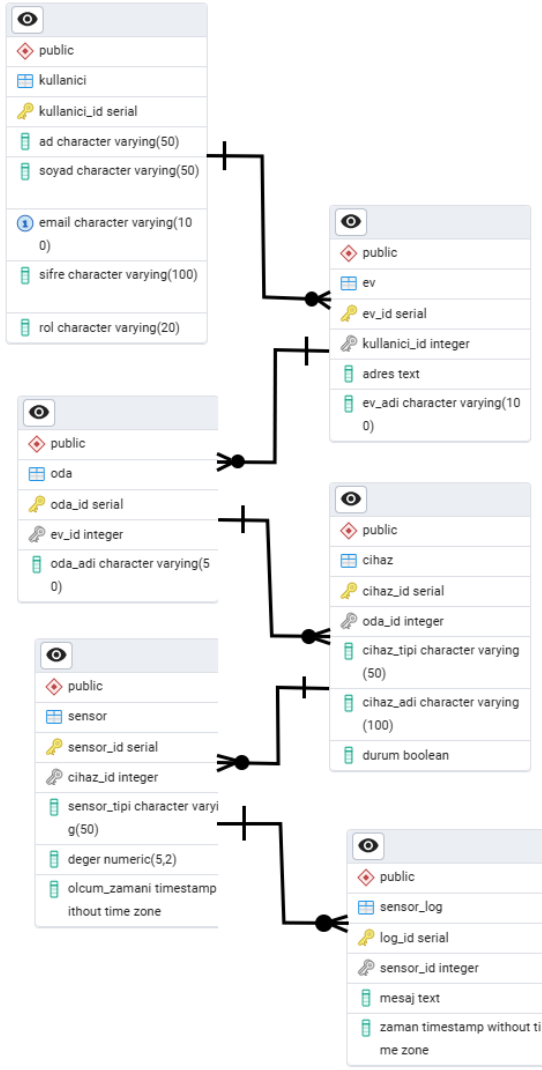 public
kullanici
kullanici_id serial
ad character varying(50)
soyad character varying(50)
1 email character varying(10
0)
sifre character varying(100)
rol character varying(20)
public
ev
ev_id serial
kullanici_id integer
adres text
ev_adi character varying(10
0)
public
oda
oda_id serial
ev_id integer
oda_adi character varying(5
0)
public
cihaz
cihaz_id serial
oda_id integer
cihaz_tipi character varying
(50)
cihaz_adi character varying
(100)
durum boolean
public
sensor
sensor_id serial
cihaz_id integer
sensor_tipi character varyi
g(50)
deger numeric(5,2)
olcum_zamani timestamp
ithout time zone
public
sensor_log
log_id serial
sensor_id integer
mesaj text
zaman timestamp without ti
me zone